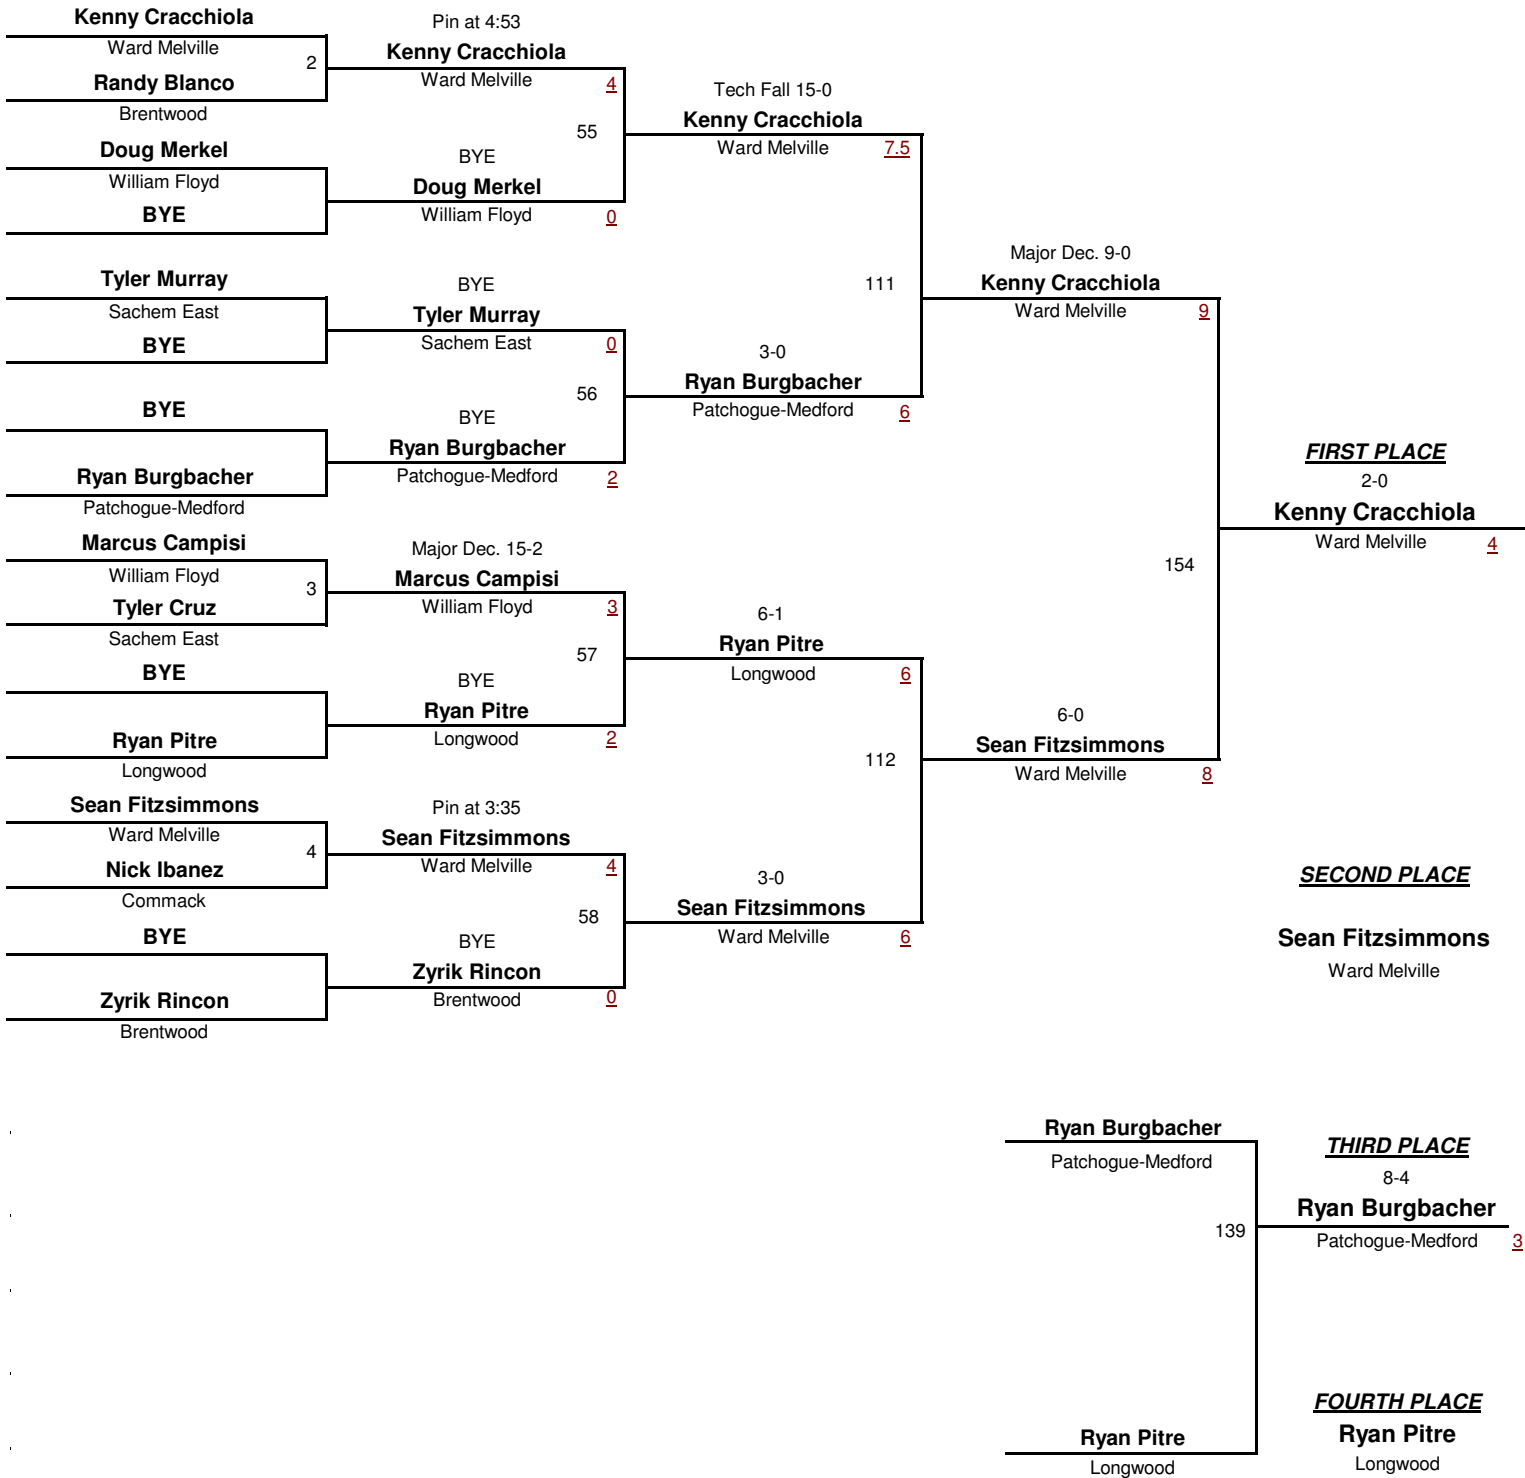 Kenny Cracchiola
Ward Melville
2
Randy Blanco
Brentwood
Doug Merkel
William Floyd
BYE
Tyler Murray
Sachem East
BYE
BYE
Ryan Burgbacher
Patchogue-Medford
Marcus Campisi
William Floyd
3
Tyler Cruz
Sachem East
BYE
Ryan Pitre
Longwood
Sean Fitzsimmons
Ward Melville
4
Nick Ibanez
Commack
BYE
Zyrik Rincon
Brentwood
Pin at 4:53
Kenny Cracchiola
Ward Melville 4
55
BYE
Doug Merkel
William Floyd 0
BYE
Tyler Murray
Sachem East 0
56
BYE
Ryan Burgbacher
Patchogue-Medford 2
Major Dec. 15-2
Marcus Campisi
William Floyd 3
57
BYE
Ryan Pitre
Longwood 2
Pin at 3:35
Sean Fitzsimmons
Ward Melville 4
58
BYE
Zyrik Rincon
Brentwood 0
Tech Fall 15-0
Kenny Cracchiola
Ward Melville 7.5
111
3-0
Ryan Burgbacher
Patchogue-Medford 6
6-1
Ryan Pitre
Longwood 6
112
3-0
Sean Fitzsimmons
Ward Melville 6
Major Dec. 9-0
Kenny Cracchiola
Ward Melville 9
154
6-0
Sean Fitzsimmons
Ward Melville 8
FIRST PLACE
2-0
Kenny Cracchiola
Ward Melville 4
SECOND PLACE
Sean Fitzsimmons
Ward Melville
Ryan Burgbacher
Patchogue-Medford
139
Ryan Pitre
Longwood
THIRD PLACE
8-4
Ryan Burgbacher
Patchogue-Medford 3
FOURTH PLACE
Ryan Pitre
Longwood